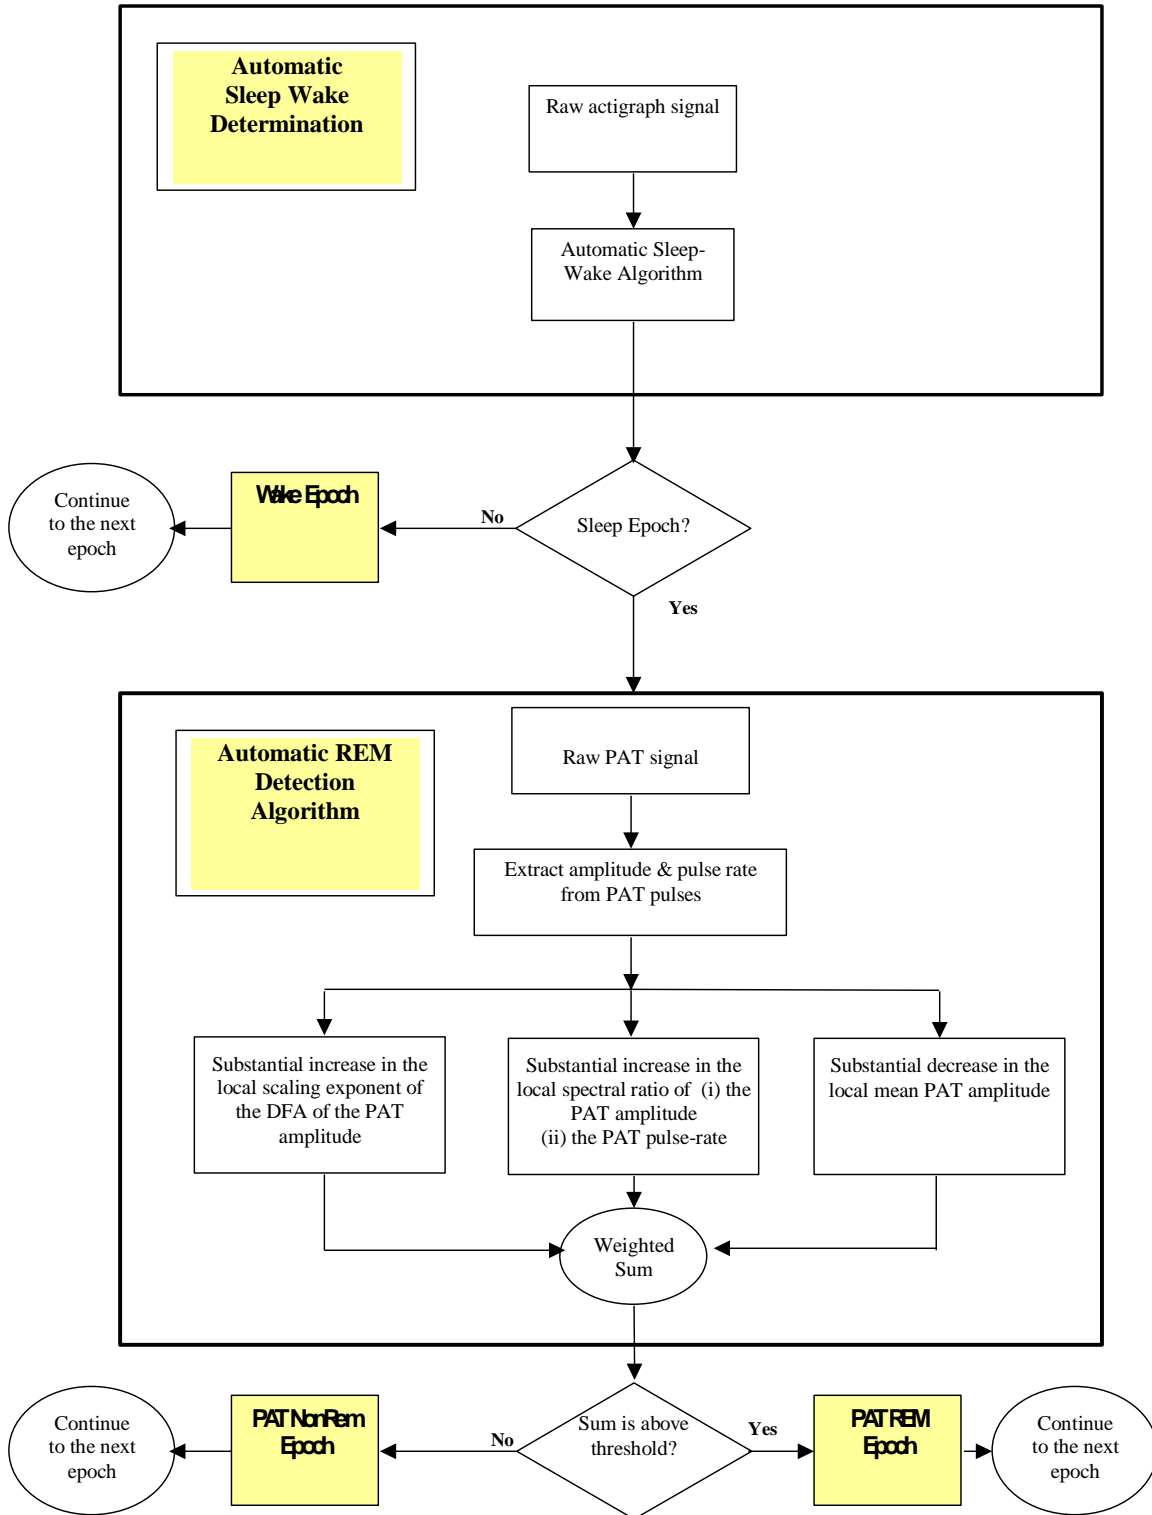 Automatic
Sleep Wake
Determination
Raw actigraph signal
Automatic Sleep-
Wake Algorithm
Continue
to the next
epoch
Wake Epoch
No
Sleep Epoch?
Yes
Automatic REM
Detection
Algorithm
Raw PAT signal
Extract amplitude & pulse rate
from PAT pulses
Substantial increase in the
local scaling exponent of
the DFA of the PAT
amplitude
Substantial increase in the
local spectral ratio of (i) the
PAT amplitude
(ii) the PAT pulse-rate
Substantial decrease in the
local mean PAT amplitude
Weighted
Sum
Continue
to the next
epoch
PAT NonRem
Epoch
No
Sum is above
threshold?
Yes
PAT REM
Epoch
Continue
to the next
epoch